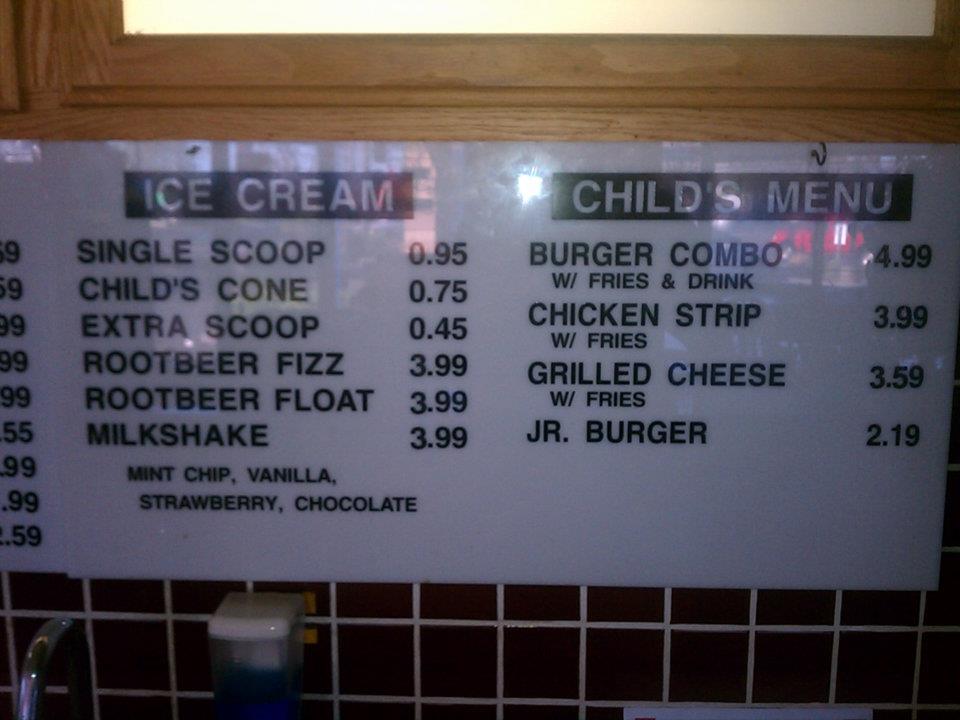 ICE CREAM
SINGLE SCOOP 0.95
CHILD'S CONE 0.75
EXTRA SCOOP 0.45
ROOTBEER FIZZ 3.99
ROOTBEER FLOAT 3.99
MILKSHAKE 3.99
MINT CHIP, VANILLA,
STRAWBERRY, CHOCOLATE
CHILD'S MENU
BURGER COMBO 4.99
W/ FRIES & DRINK
CHICKEN STRIP 3.99
W/ FRIES
GRILLED CHEESE 3.59
W/ FRIES
JR. BURGER 2.19